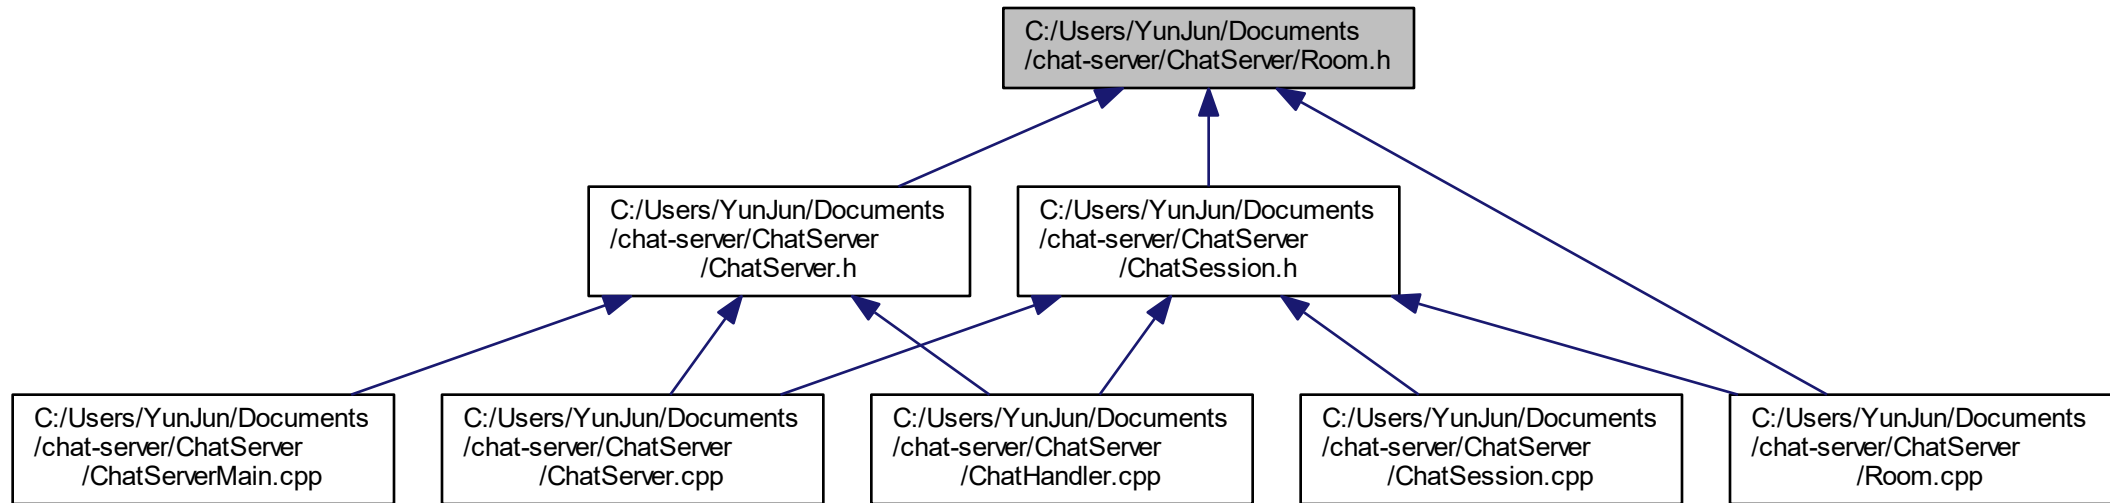 C:/Users/YunJun/Documents
/chat-server/ChatServer/Room.h
C:/Users/YunJun/Documents
/chat-server/ChatServer
/ChatServer.h
C:/Users/YunJun/Documents
/chat-server/ChatServer
/ChatSession.h
C:/Users/YunJun/Documents
/chat-server/ChatServer
/ChatServerMain.cpp
C:/Users/YunJun/Documents
/chat-server/ChatServer
/ChatServer.cpp
C:/Users/YunJun/Documents
/chat-server/ChatServer
/ChatHandler.cpp
C:/Users/YunJun/Documents
/chat-server/ChatServer
/ChatSession.cpp
C:/Users/YunJun/Documents
/chat-server/ChatServer
/Room.cpp